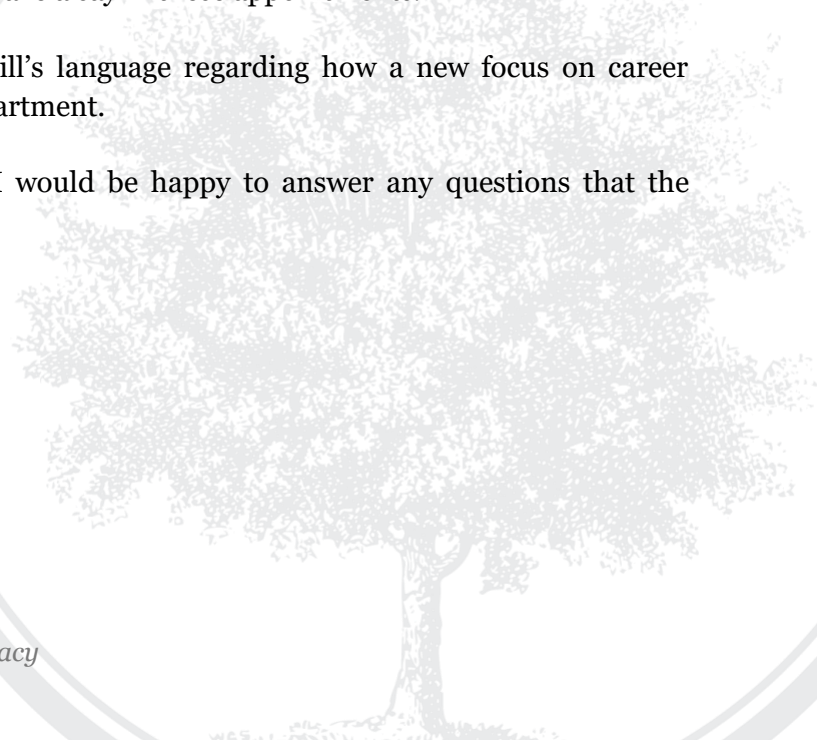 ill’s language regarding how a new focus on career
artment.
would be happy to answer any questions that the
acy